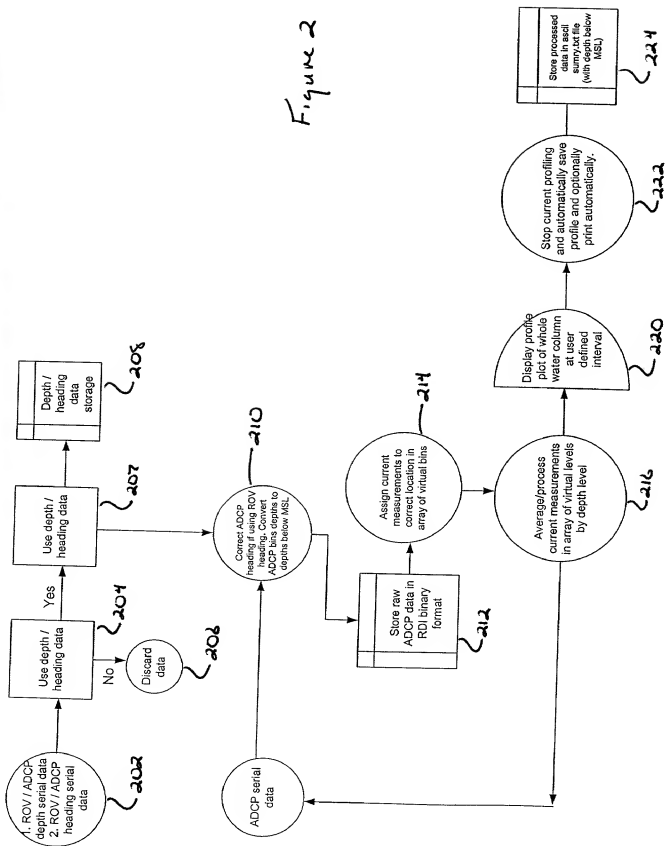 Figure 2
1. ROV / ADCP
depth serial data
2. ROV / ADCP
heading serial
data
202
Use depth /
heading data
204
Yes
No
Discard
data
206
Use depth /
heading data
207
Depth /
heading
data
storage
208
ADCP serial
data
Correct ADCP
heading if using ROV
heading. Convert
ADCP bins depths to
depths below MSL
210
Store raw
ADCP data in
RDI binary
format
212
Assign current
measurements to
correct location in
array of virtual bins
214
Average/process
current measurements
in array of virtual levels
by depth level
216
Display profile
plot of whole
water column
at user
defined
interval
220
Stop current profiling
and automatically save
profile and optionally
print automatically.
222
Store processed
data in ascii
sumry.txt file
(with depth below
MSL)
224